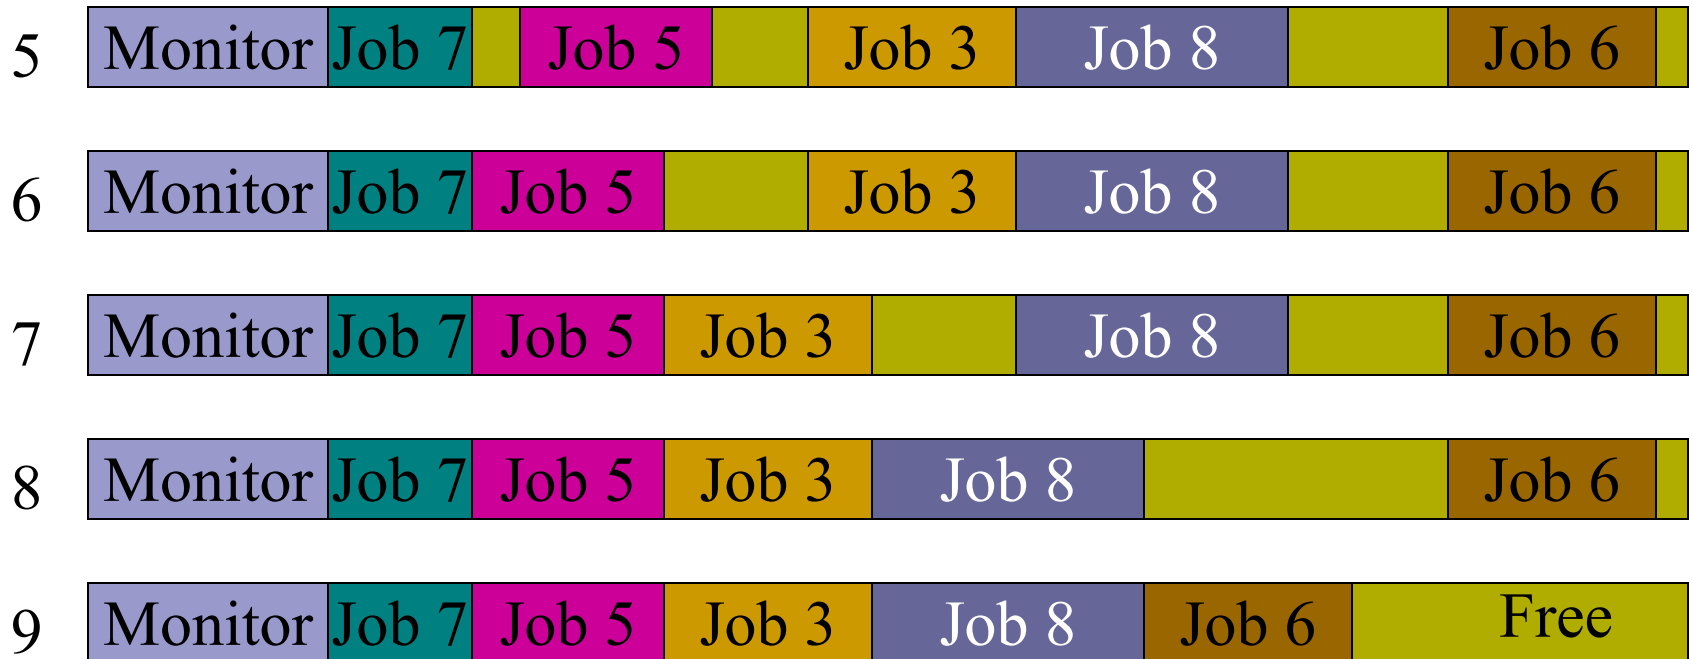 5 Monitor Job 7 Job 5 Job 3 Job 8 Job 6
6 Monitor Job 7 Job 5 Job 3 Job 8 Job 6
7 Monitor Job 7 Job 5 Job 3 Job 8 Job 6
8 Monitor Job 7 Job 5 Job 3 Job 8 Job 6
9 Monitor Job 7 Job 5 Job 3 Job 8 Job 6 Free